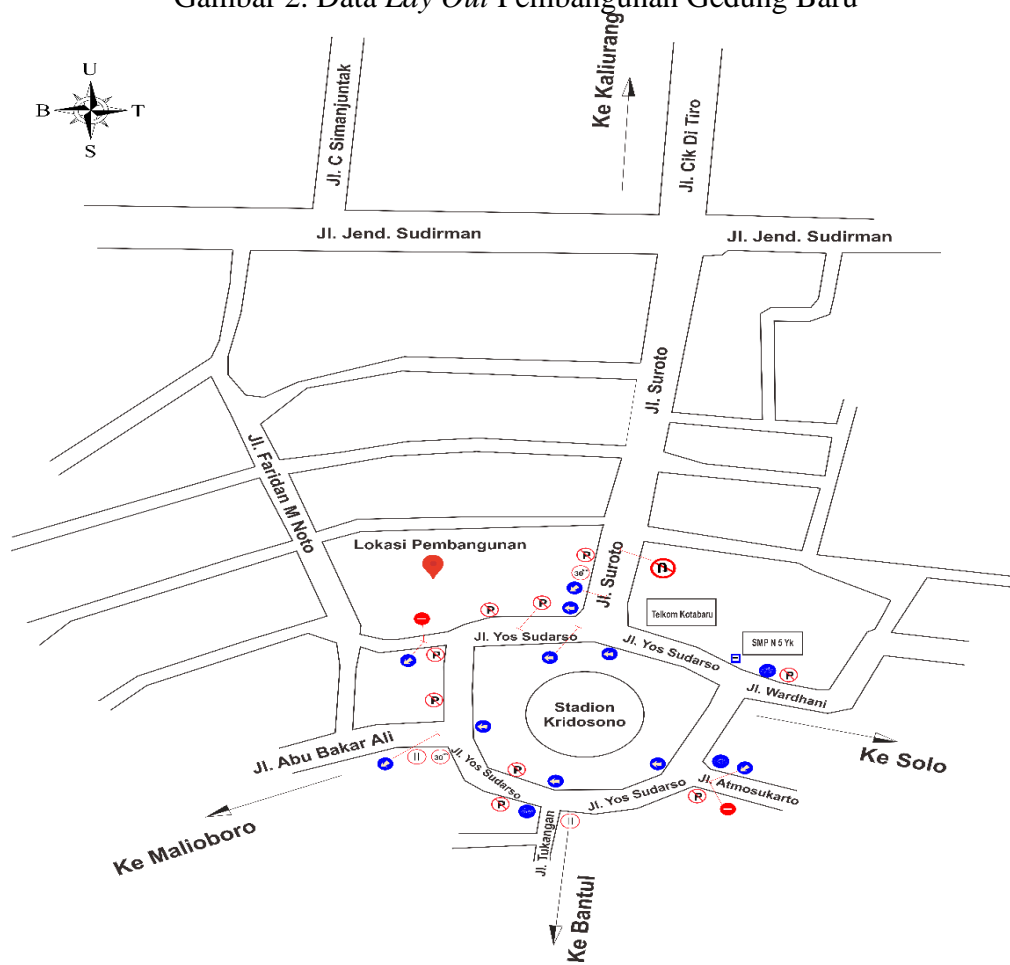 Gambar 2. Data Lay Out Pembangunan Gedung Baru
U
B T
S
Jl. C Simanjuntak
Ke Kaliurang
Jl. Cik Di Tiro
Jl. Jend. Sudirman
Jl. Jend. Sudirman
Jl. Suroto
Jl. Faridan M Noto
Lokasi Pembangunan
P
30
Jl. Suroto
P
P
Telkom Kotabaru
SMP N 5 Yk
Jl. Yos Sudarso
Jl. Yos Sudarso
P
P
Jl. Wardhani
P
Stadion
Kridosono
Ke Solo
Jl. Abu Bakar Ali
30
Jl. Yos Sudarso
P
Jl. Yos Sudarso
Jl. Atmosukarto
P
P
Jl. Tukangan
Ke Malioboro
Ke Bantul